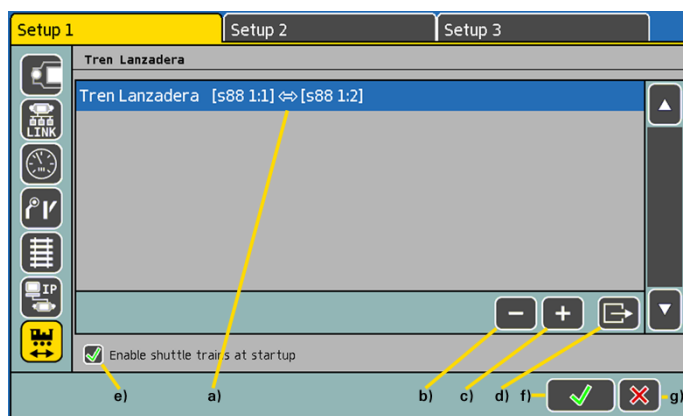 Setup 1
Setup 2
Setup 3
Tren Lanzadera
Tren Lanzadera [s88 1:1]⇔[s88 1:2]
LINK
IP
Enable shuttle trains at startup
e)
a)
b)
c)
d)
f)
g)